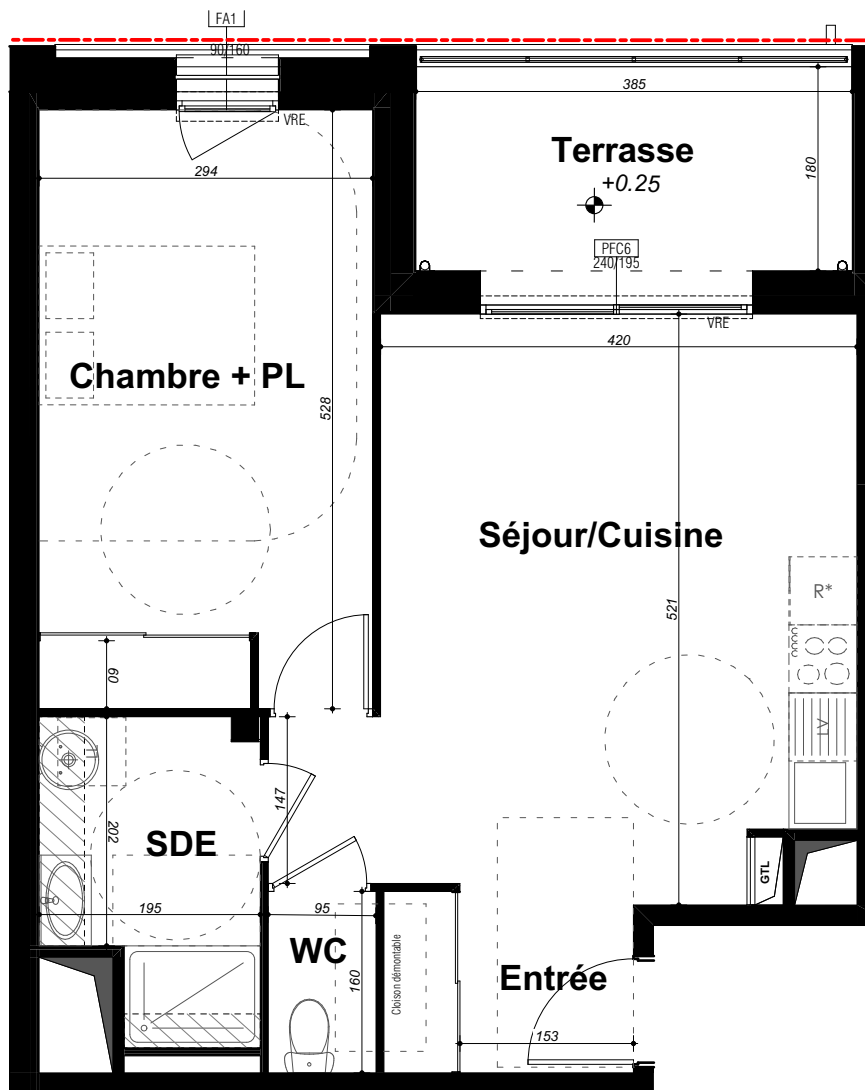 FA1
90/160
VRE
385
Terrasse
+0.25
180
294
PFC6
240/195
VRE
420
Chambre + PL
528
Séjour/Cuisine
521
R*
60
LV
LL
147
202
SDE
GTL
195
95
WC
Cloison démontable
160
Entrée
153